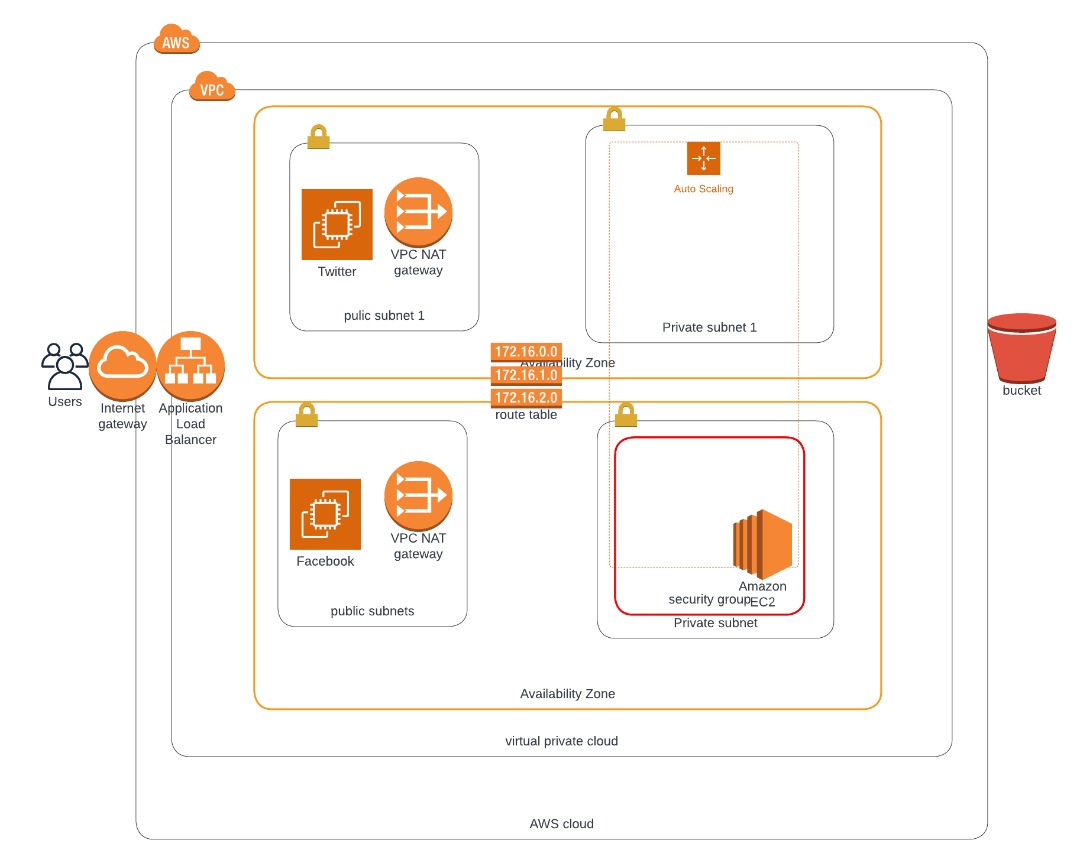 AWS
VPC
Auto Scaling
Twitter
VPC NAT
gateway
pulic subnet 1
Private subnet 1
172.16.0.0
Availability Zone
172.16.1.0
172.16.2.0
route table
Users
Internet
gateway
Application
Load
Balancer
bucket
Facebook
VPC NAT
gateway
public subnets
Amazon
EC2
security group
Private subnet
Availability Zone
virtual private cloud
AWS cloud